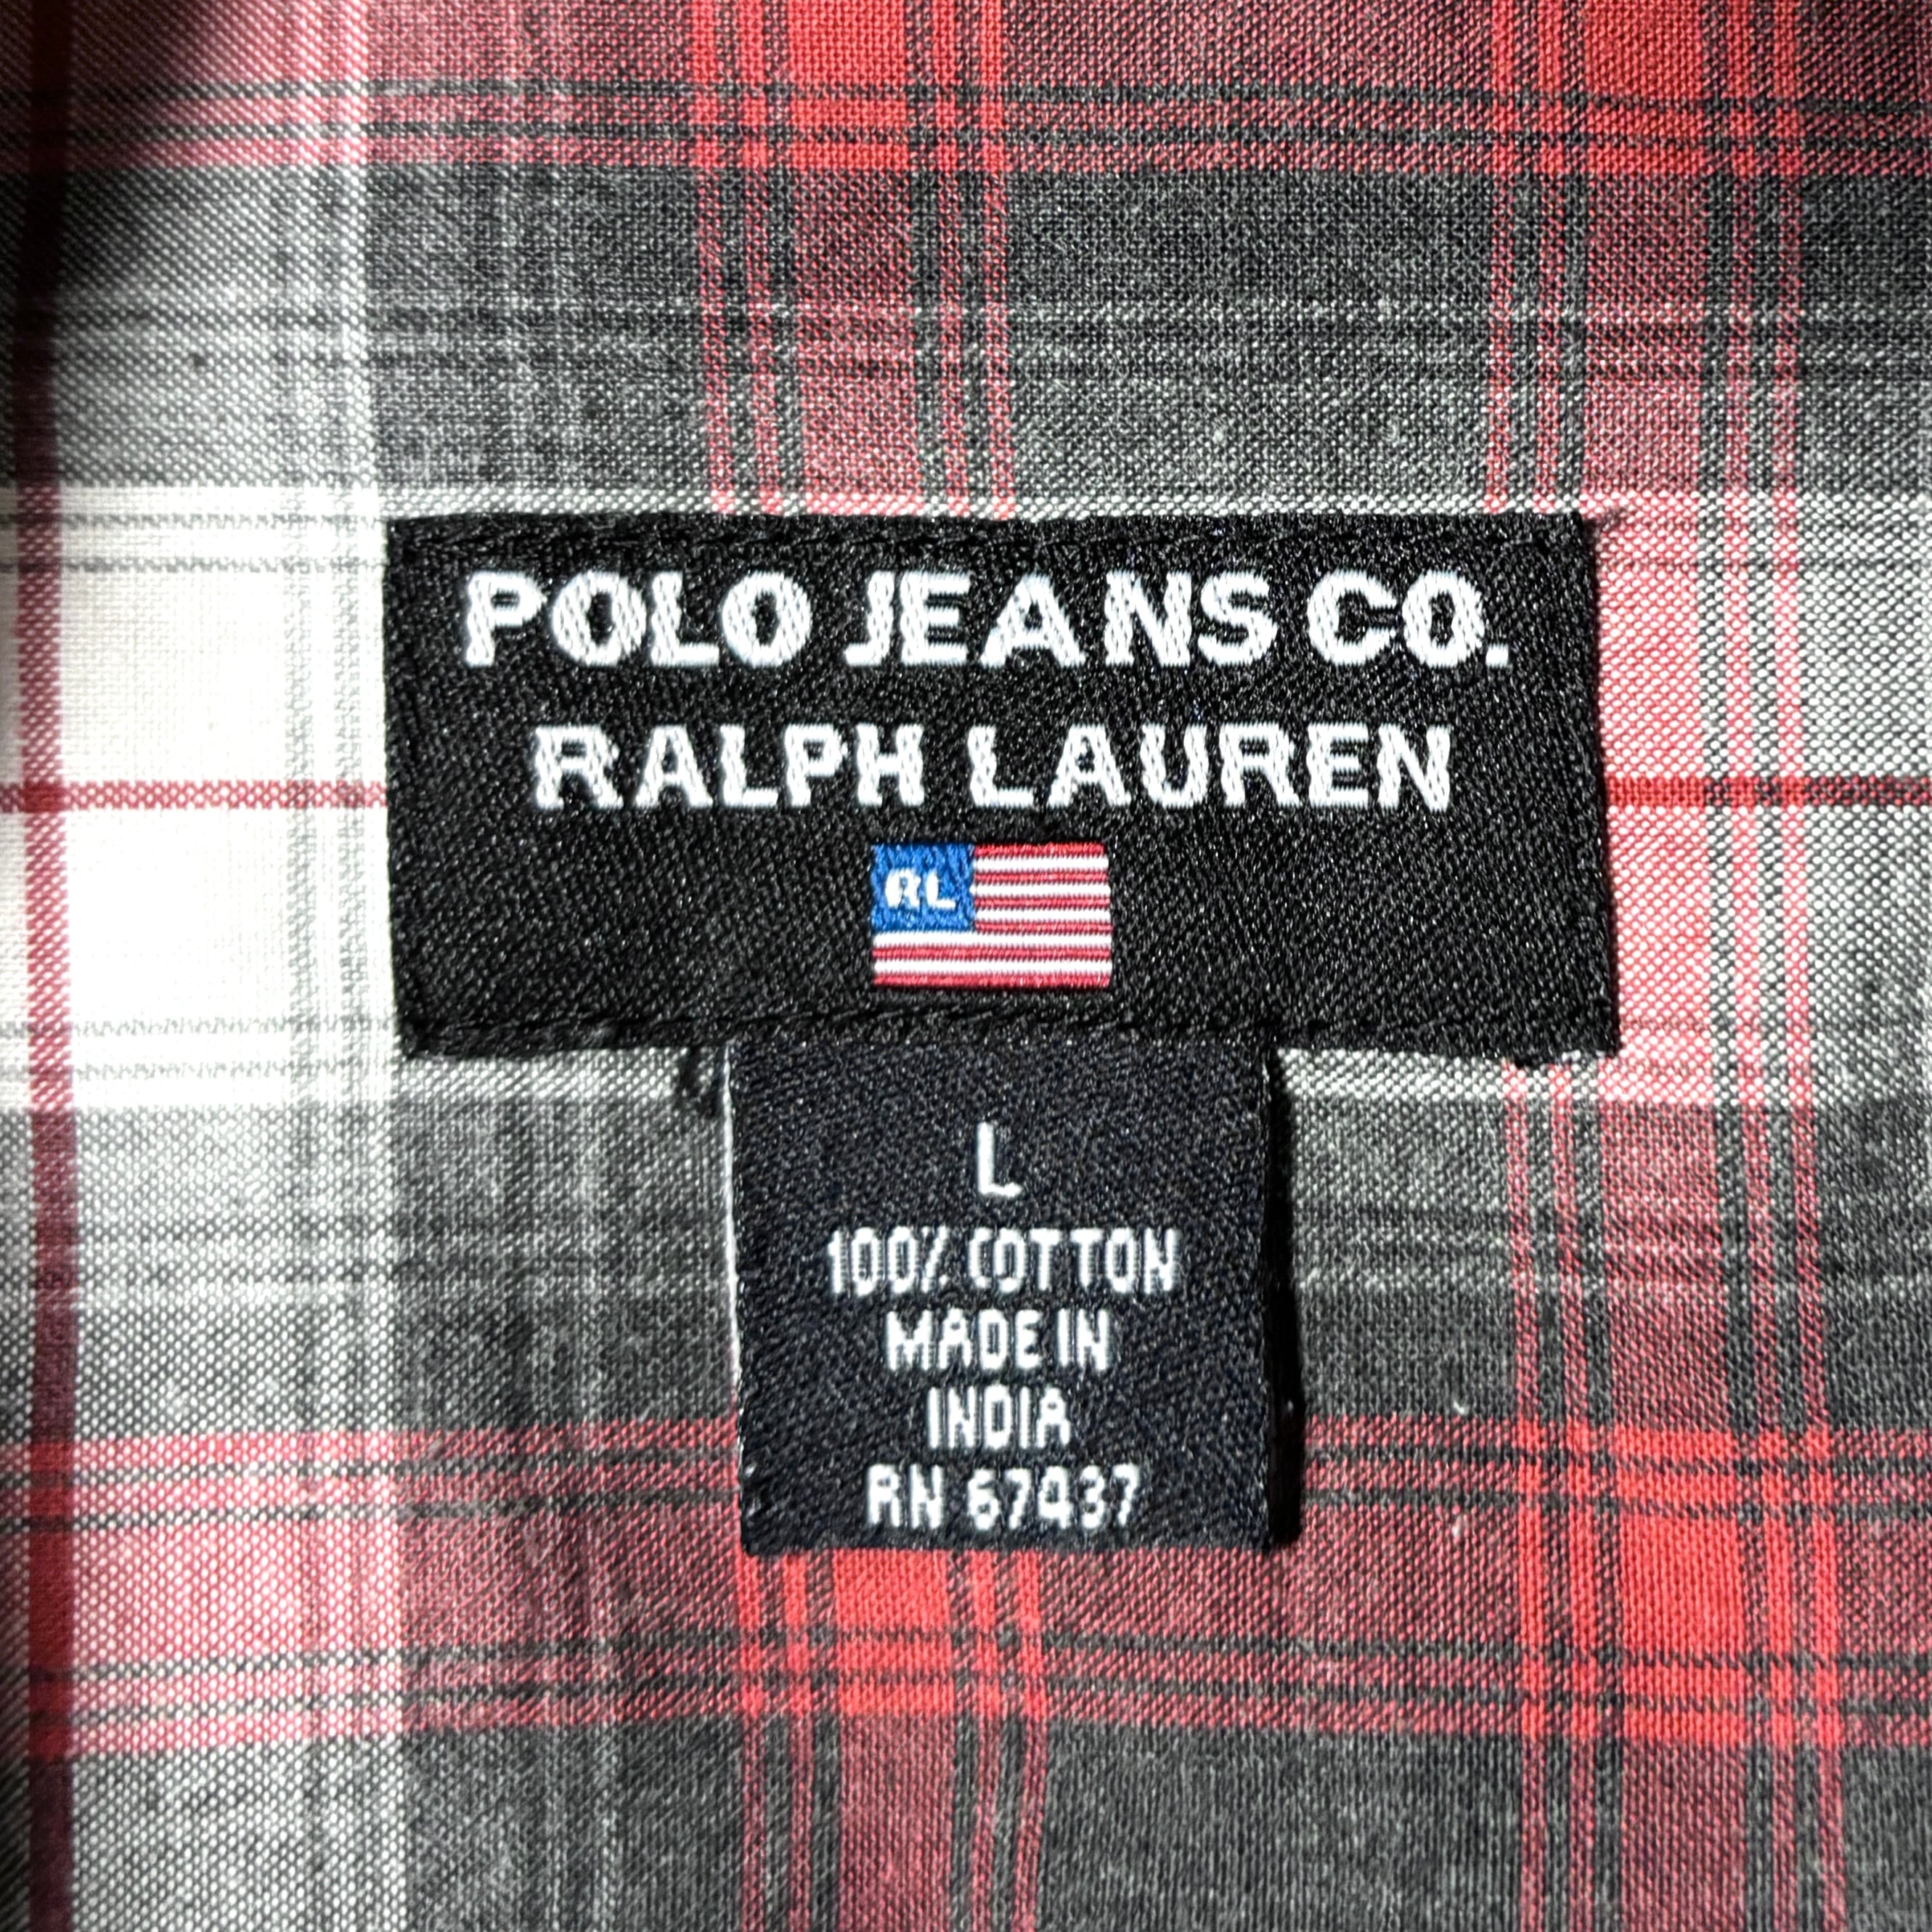 POLO JEANS CO.
RALPH LAUREN
RL
L
100% COTTON
MADE IN
INDIA
RN 67437